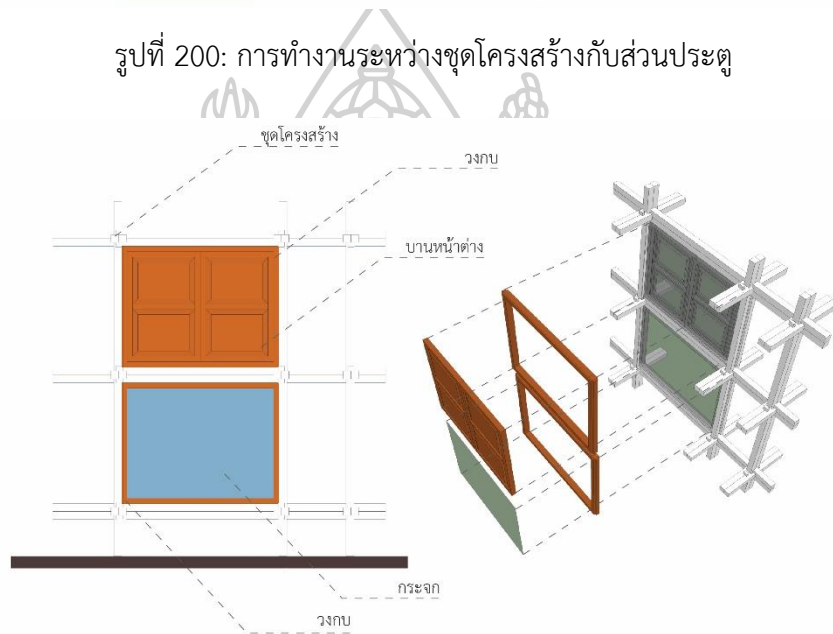 รูปที่ 200: การทำงานระหว่างชุดโครงสร้างกับส่วนประตู
ชุดโครงสร้าง
วงกบ
บานหน้าต่าง
กระจก
วงกบ